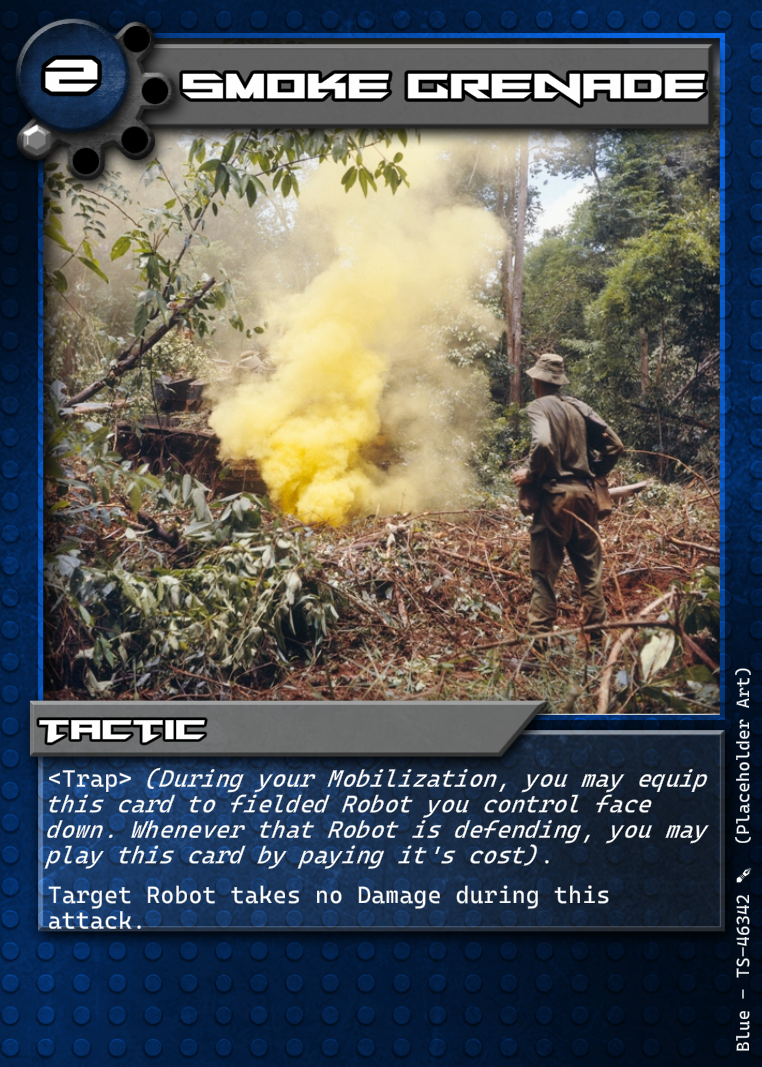 2
SMOKE GRENADE
TACTIC
<Trap> (During your Mobilization, you may equip
this card to fielded Robot you control face
down. Whenever that Robot is defending, you may
play this card by paying it's cost).
Target Robot takes no Damage during this
attack.
Blue - TS-46342 ✒ (Placeholder Art)